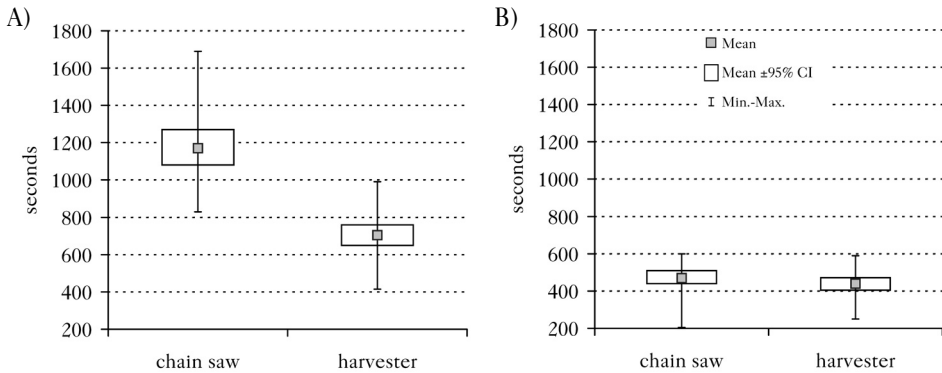 A)
1800
1600
1400
1200
1000
800
600
400
200
seconds
chain saw
harvester
B)
1800
1600
1400
1200
1000
800
600
400
200
seconds
Mean
Mean ±95% CI
Min.-Max.
chain saw
harvester